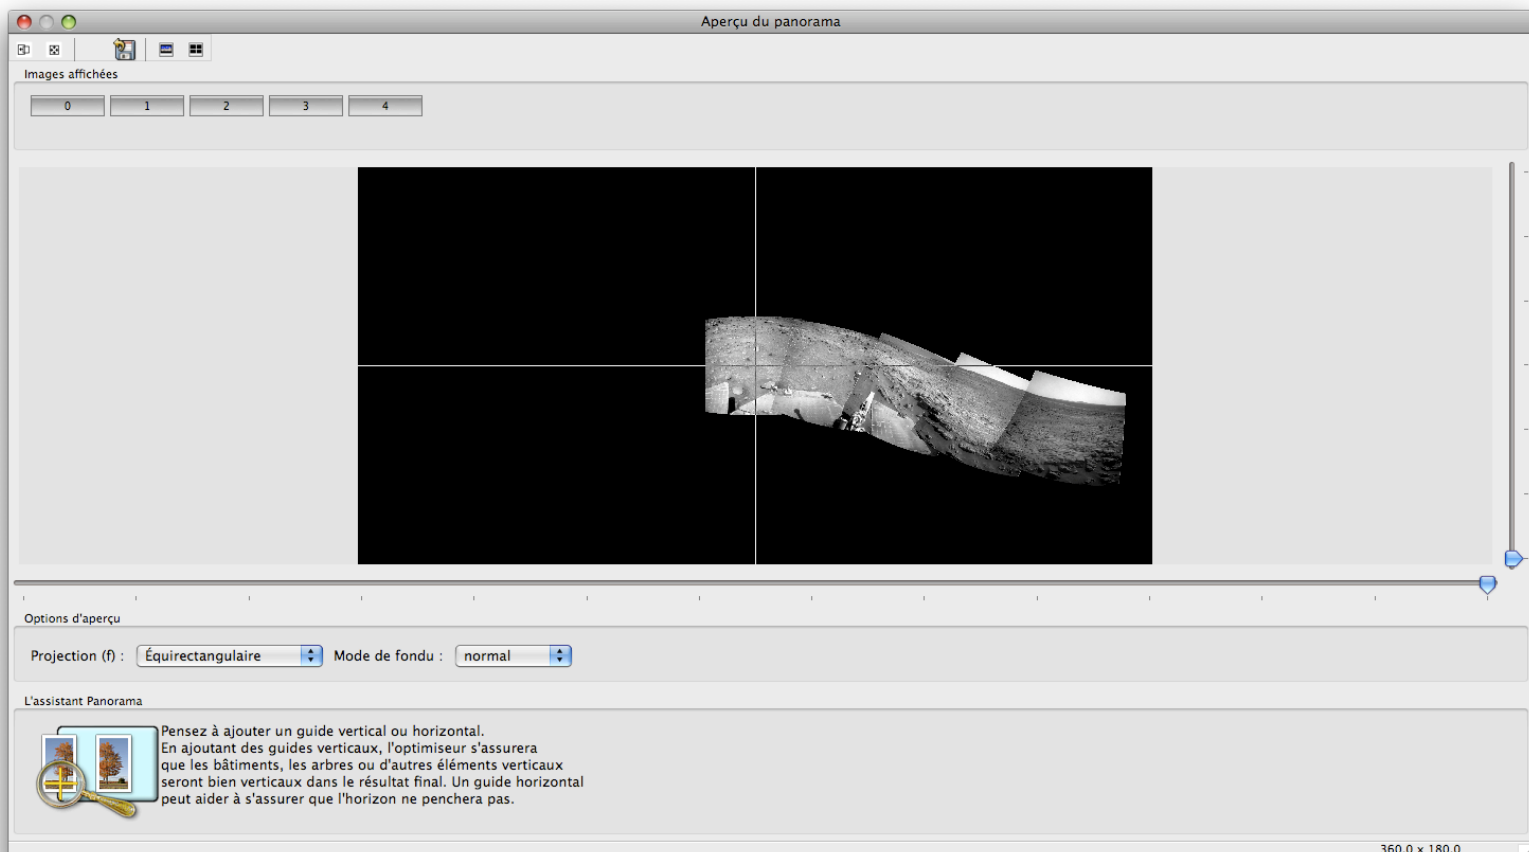 Aperçu du panorama
Images affichées
0 1 2 3 4
Options d'aperçu
Projection (f) : Équirectangulaire Mode de fondu : normal
L'assistant Panorama
Pensez à ajouter un guide vertical ou horizontal.
En ajoutant des guides verticaux, l'optimiseur s'assurera
que les bâtiments, les arbres ou d'autres éléments verticaux
seront bien verticaux dans le résultat final. Un guide horizontal
peut aider à s'assurer que l'horizon ne penchera pas.
360.0 x 180.0